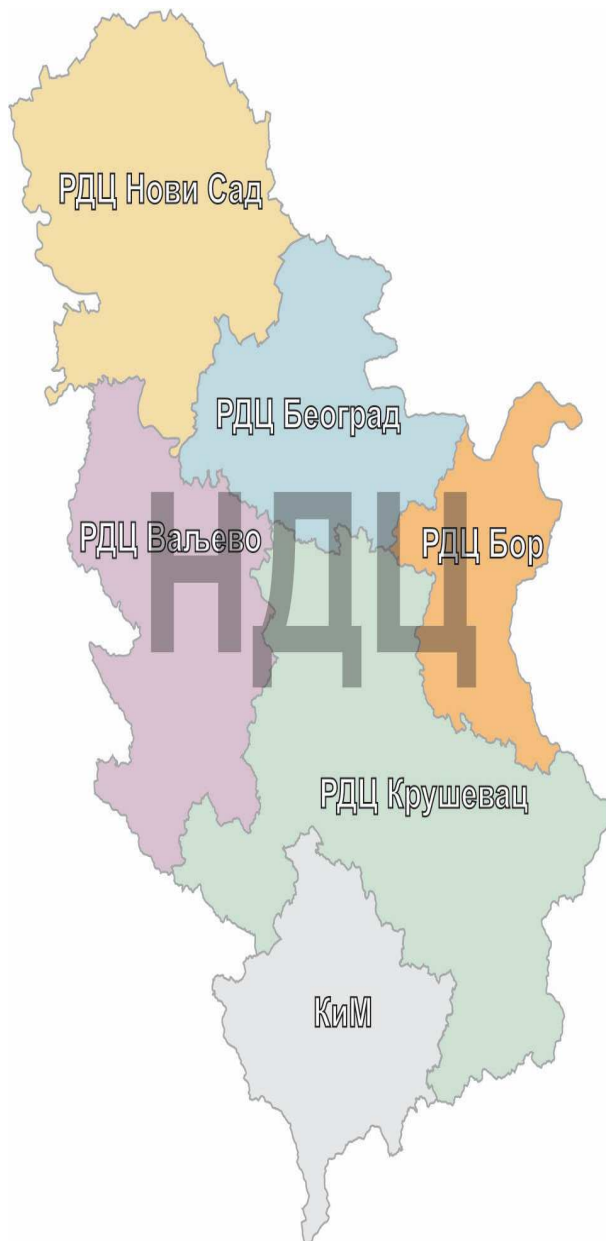 РДЦ Нови Сад
РДЦ Београд
РДЦ Ваљево
РДЦ Бор
НДЦ
РДЦ Крушевац
КиМ